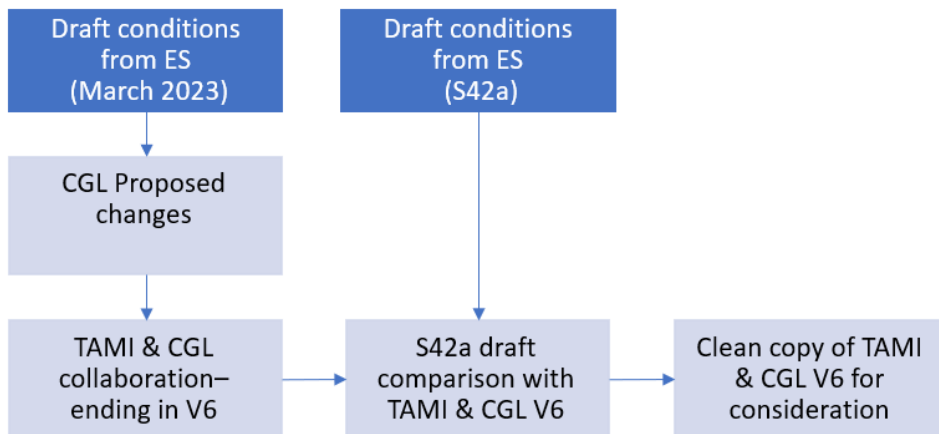 Draft conditions
from ES
(March 2023)
Draft conditions
from ES
(S42a)
CGL Proposed
changes
TAMI & CGL
collaboration–
ending in V6
S42a draft
comparison with
TAMI & CGL V6
Clean copy of TAMI
& CGL V6 for
consideration